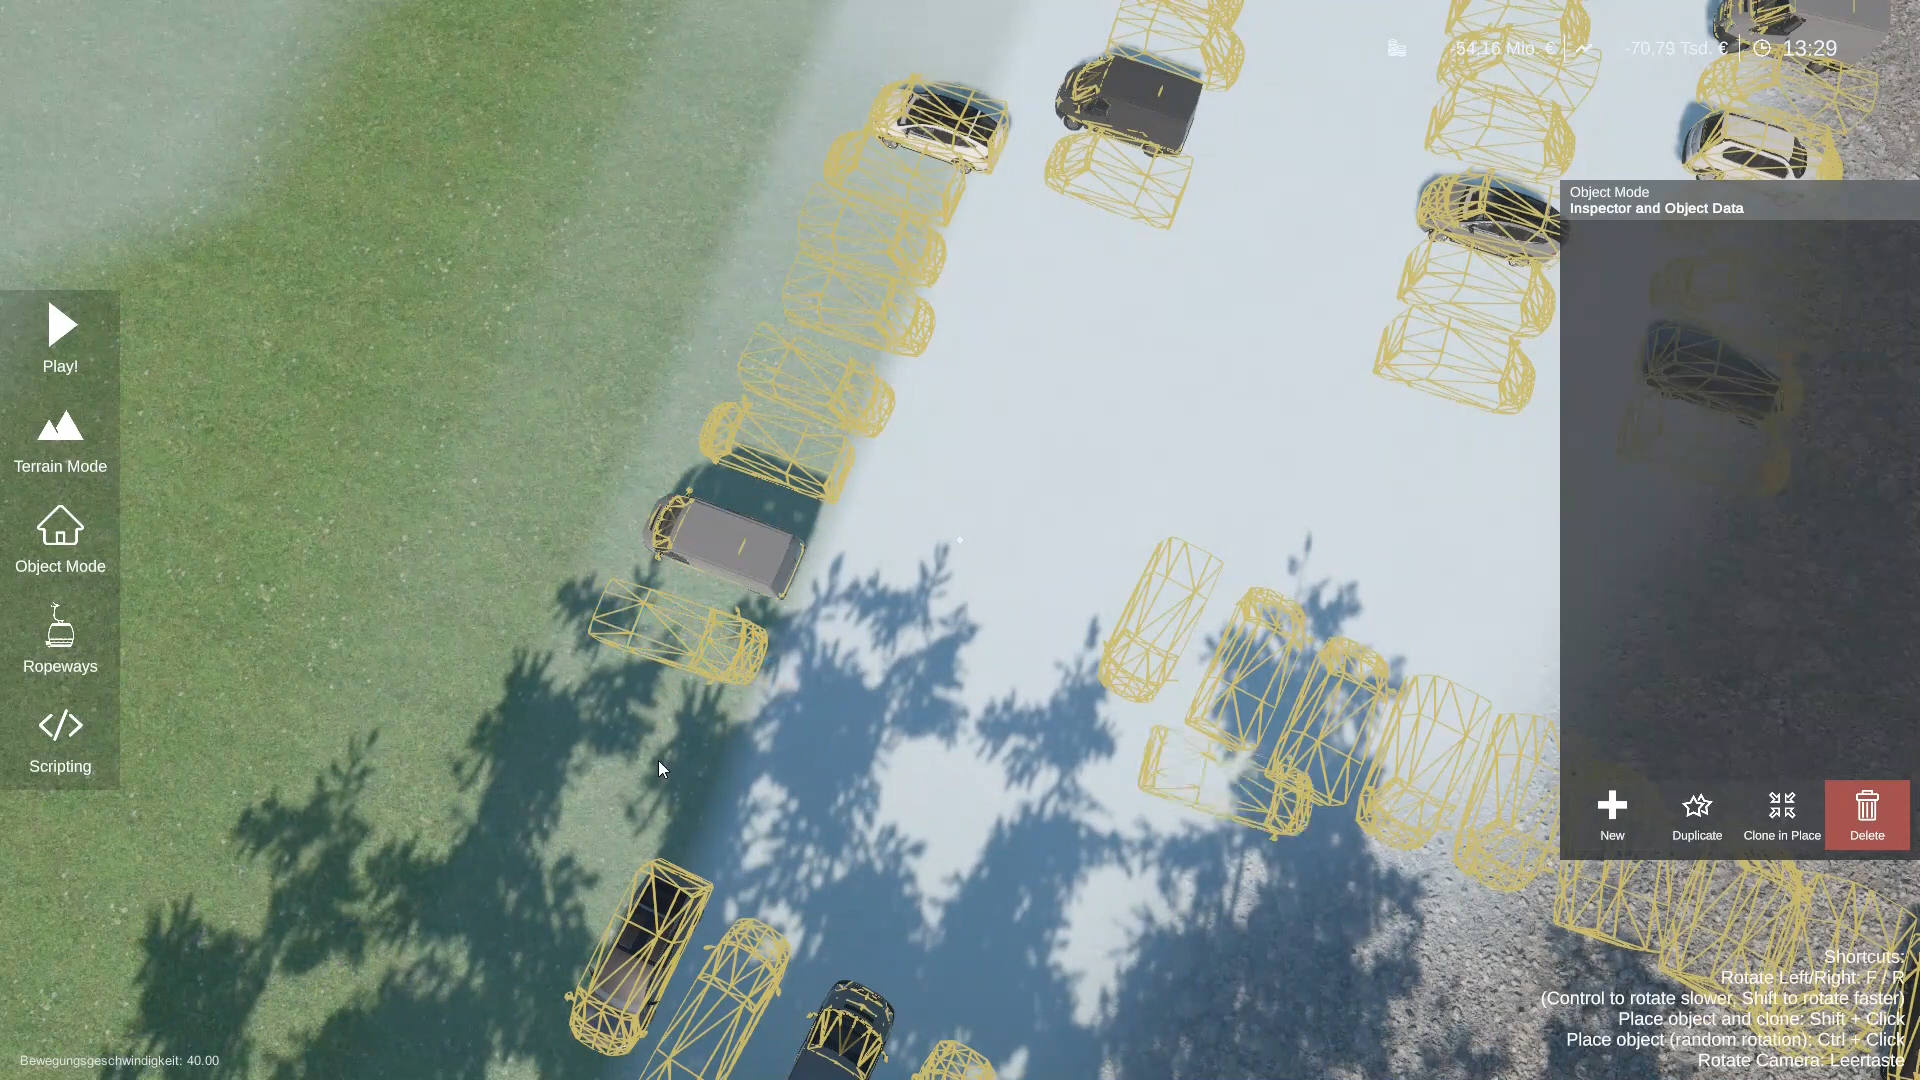 -54,16 Mio. €
-70,79 Tsd. €
13:29
Object Mode
Inspector and Object Data
Play!
Terrain Mode
Object Mode
Ropeways
Scripting
New
Duplicate
Clone in Place
Delete
Shortcuts:
Rotate Left/Right: F / R
(Control to rotate slower, Shift to rotate faster)
Place object and clone: Shift + Click
Place object (random rotation): Ctrl + Click
Rotate Camera: Leertaste
Bewegungsgeschwindigkeit: 40.00